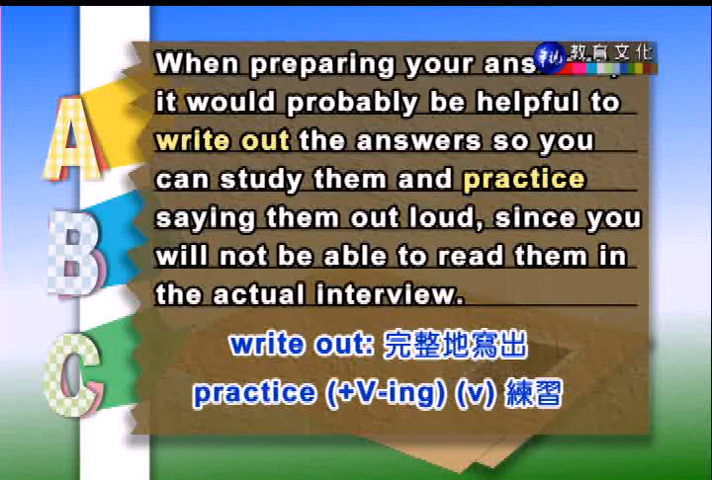 When preparing your
教育文化
it would probably be helpful to
write out the answers so you
can study them and practice
saying them out loud, since you
will not be able to read them in
the actual interview.
write out: 完整地寫出
practice (+V-ing) (v) 練習
A
B
C